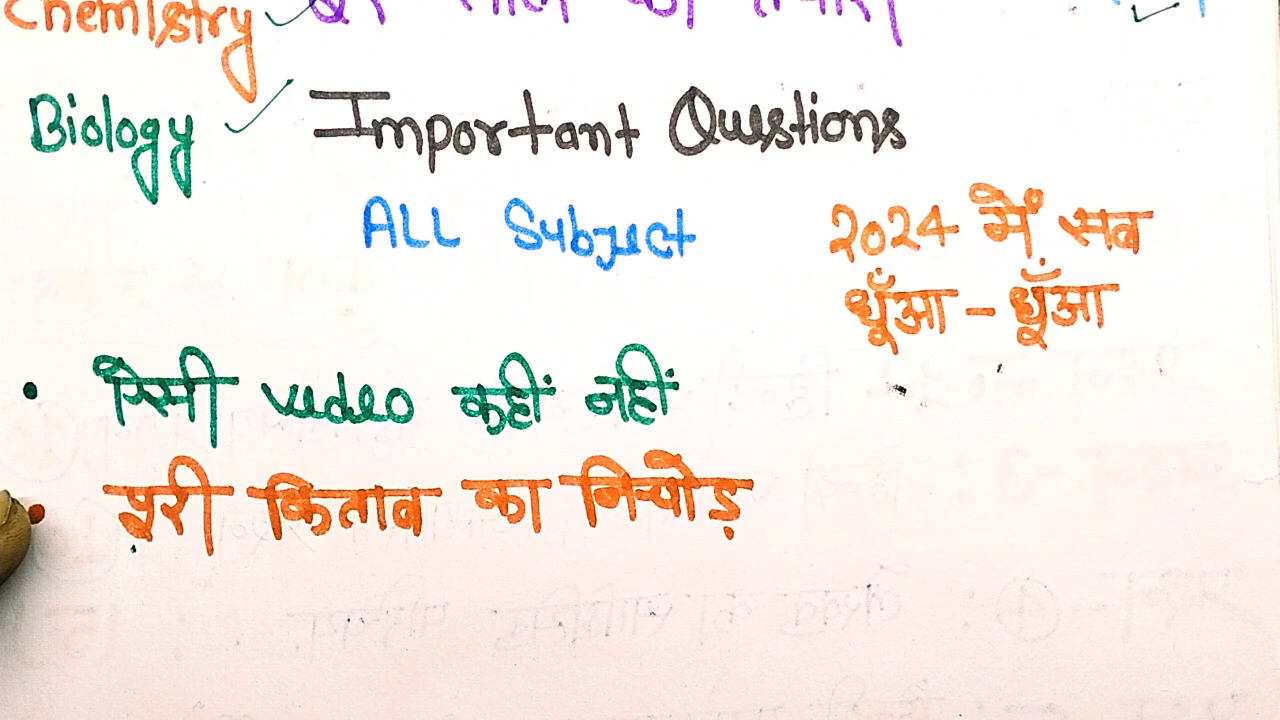 Chemistry
Biology Important Questions
ALL Subject
2024 में सब
धूँआ - धूँआ
• ऐसी video कहीं नहीं
• पूरी किताब का निचोड़